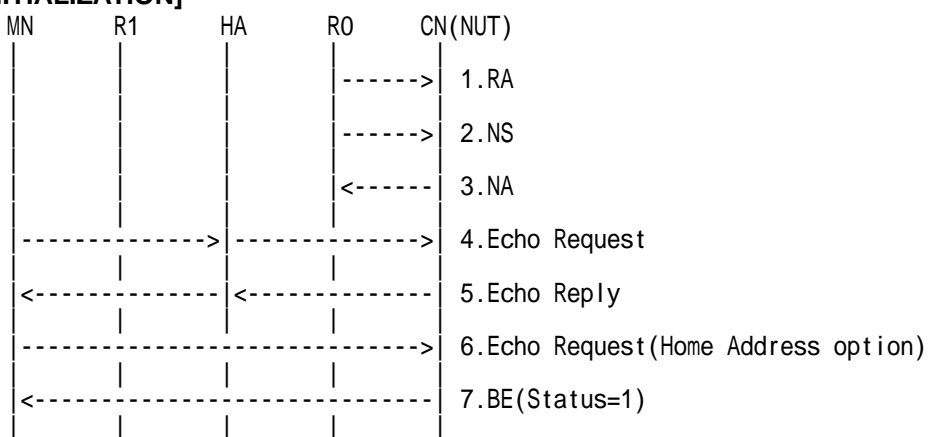 MN R1 HA R0 CN(NUT)
1.RA
2.NS
3.NA
4.Echo Request
5.Echo Reply
6.Echo Request(Home Address option)
7.BE(Status=1)